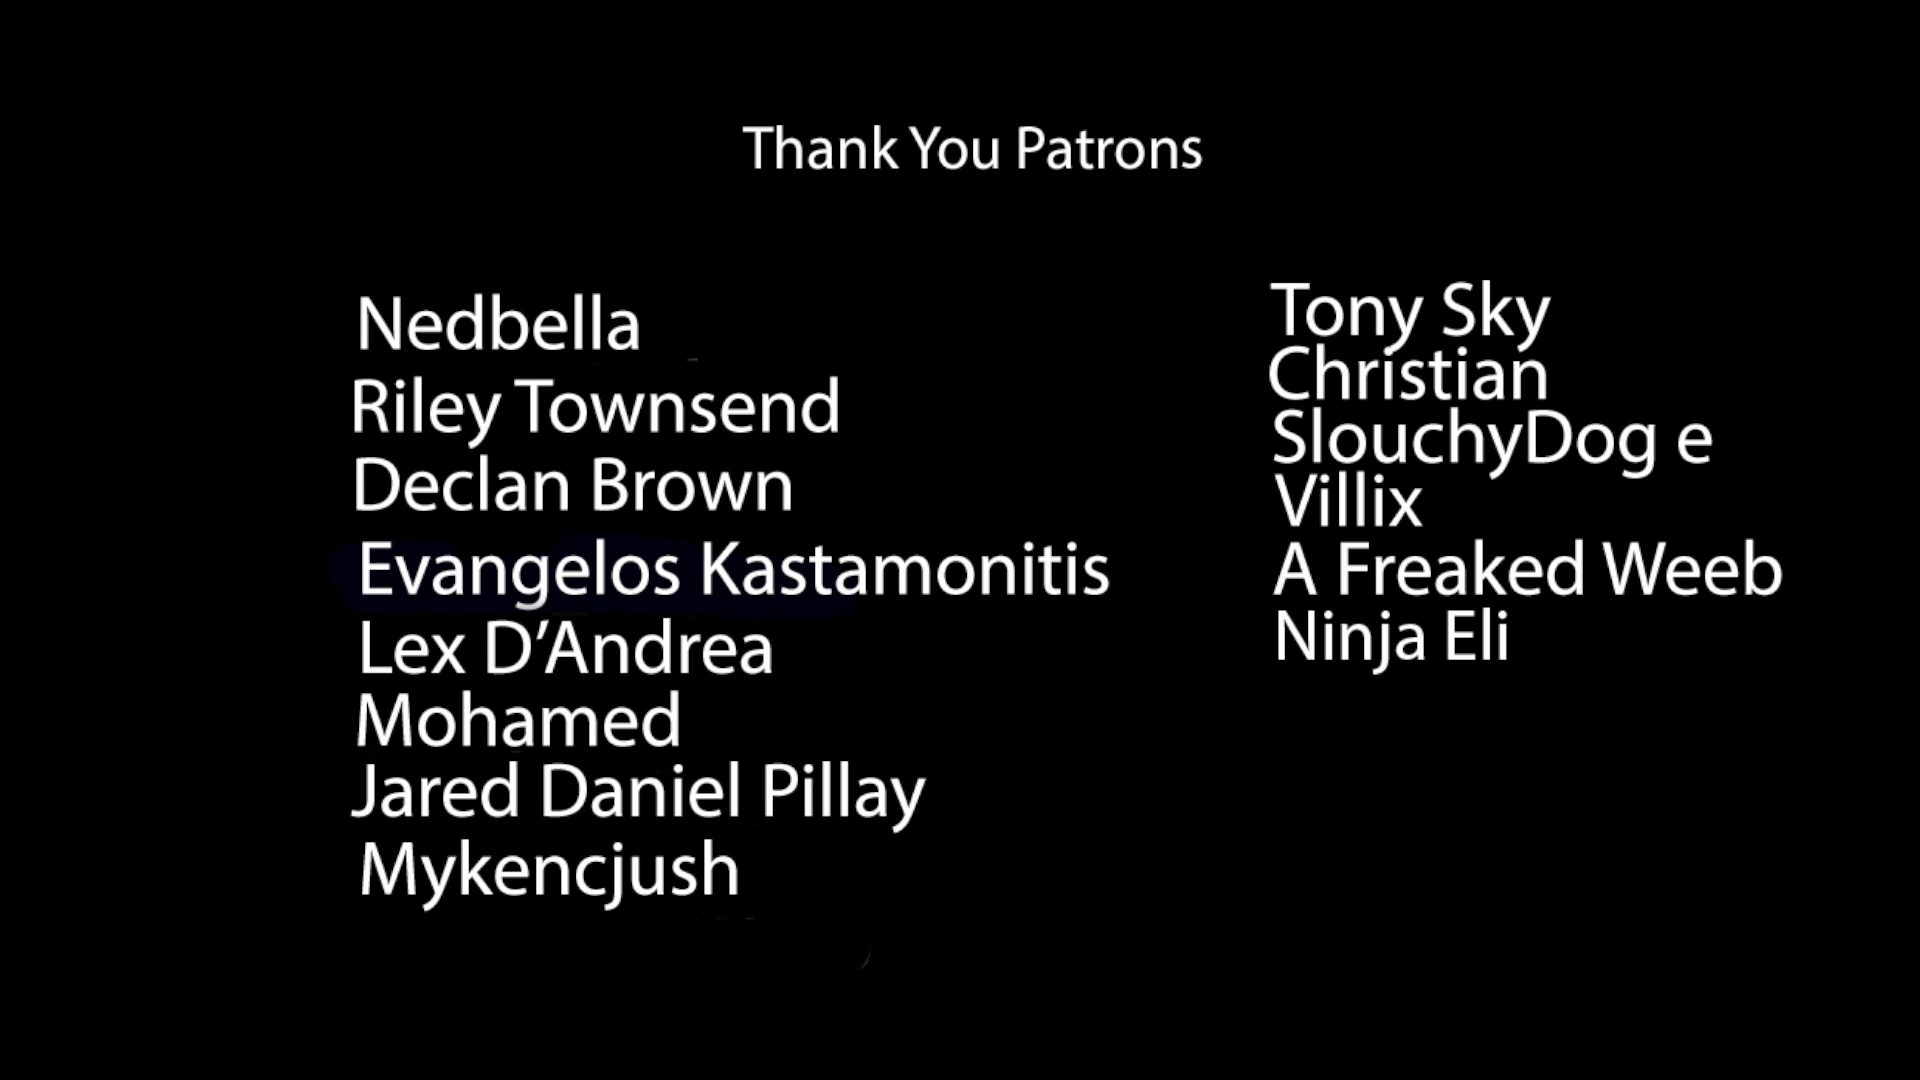 Thank You Patrons
Nedbella
Riley Townsend
Declan Brown
Evangelos Kastamonitis
Lex D’Andrea
Mohamed
Jared Daniel Pillay
Mykencjush
Tony Sky
Christian
SlouchyDog e
Villix
A Freaked Weeb
Ninja Eli